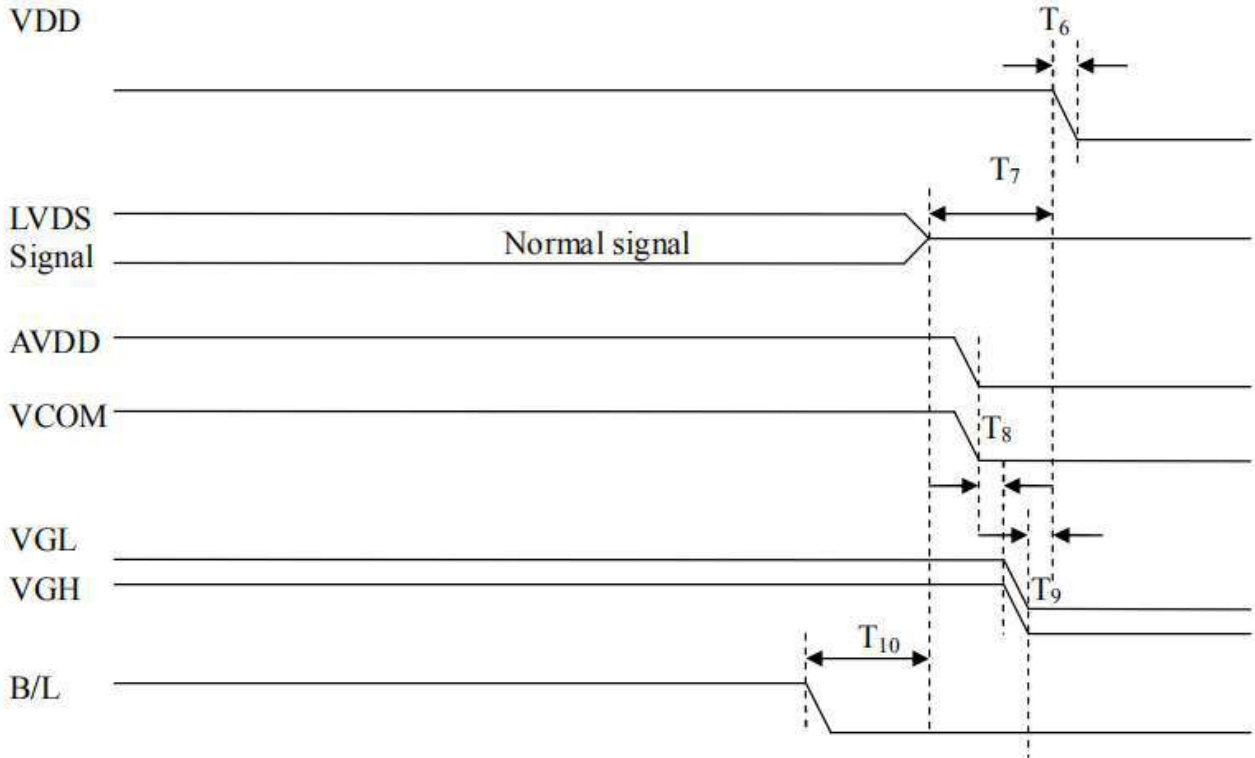 VDD
T₆
T₇
LVDS
Signal
Normal signal
AVDD
VCOM
T₈
VGL
VGH
T₉
T₁₀
B/L